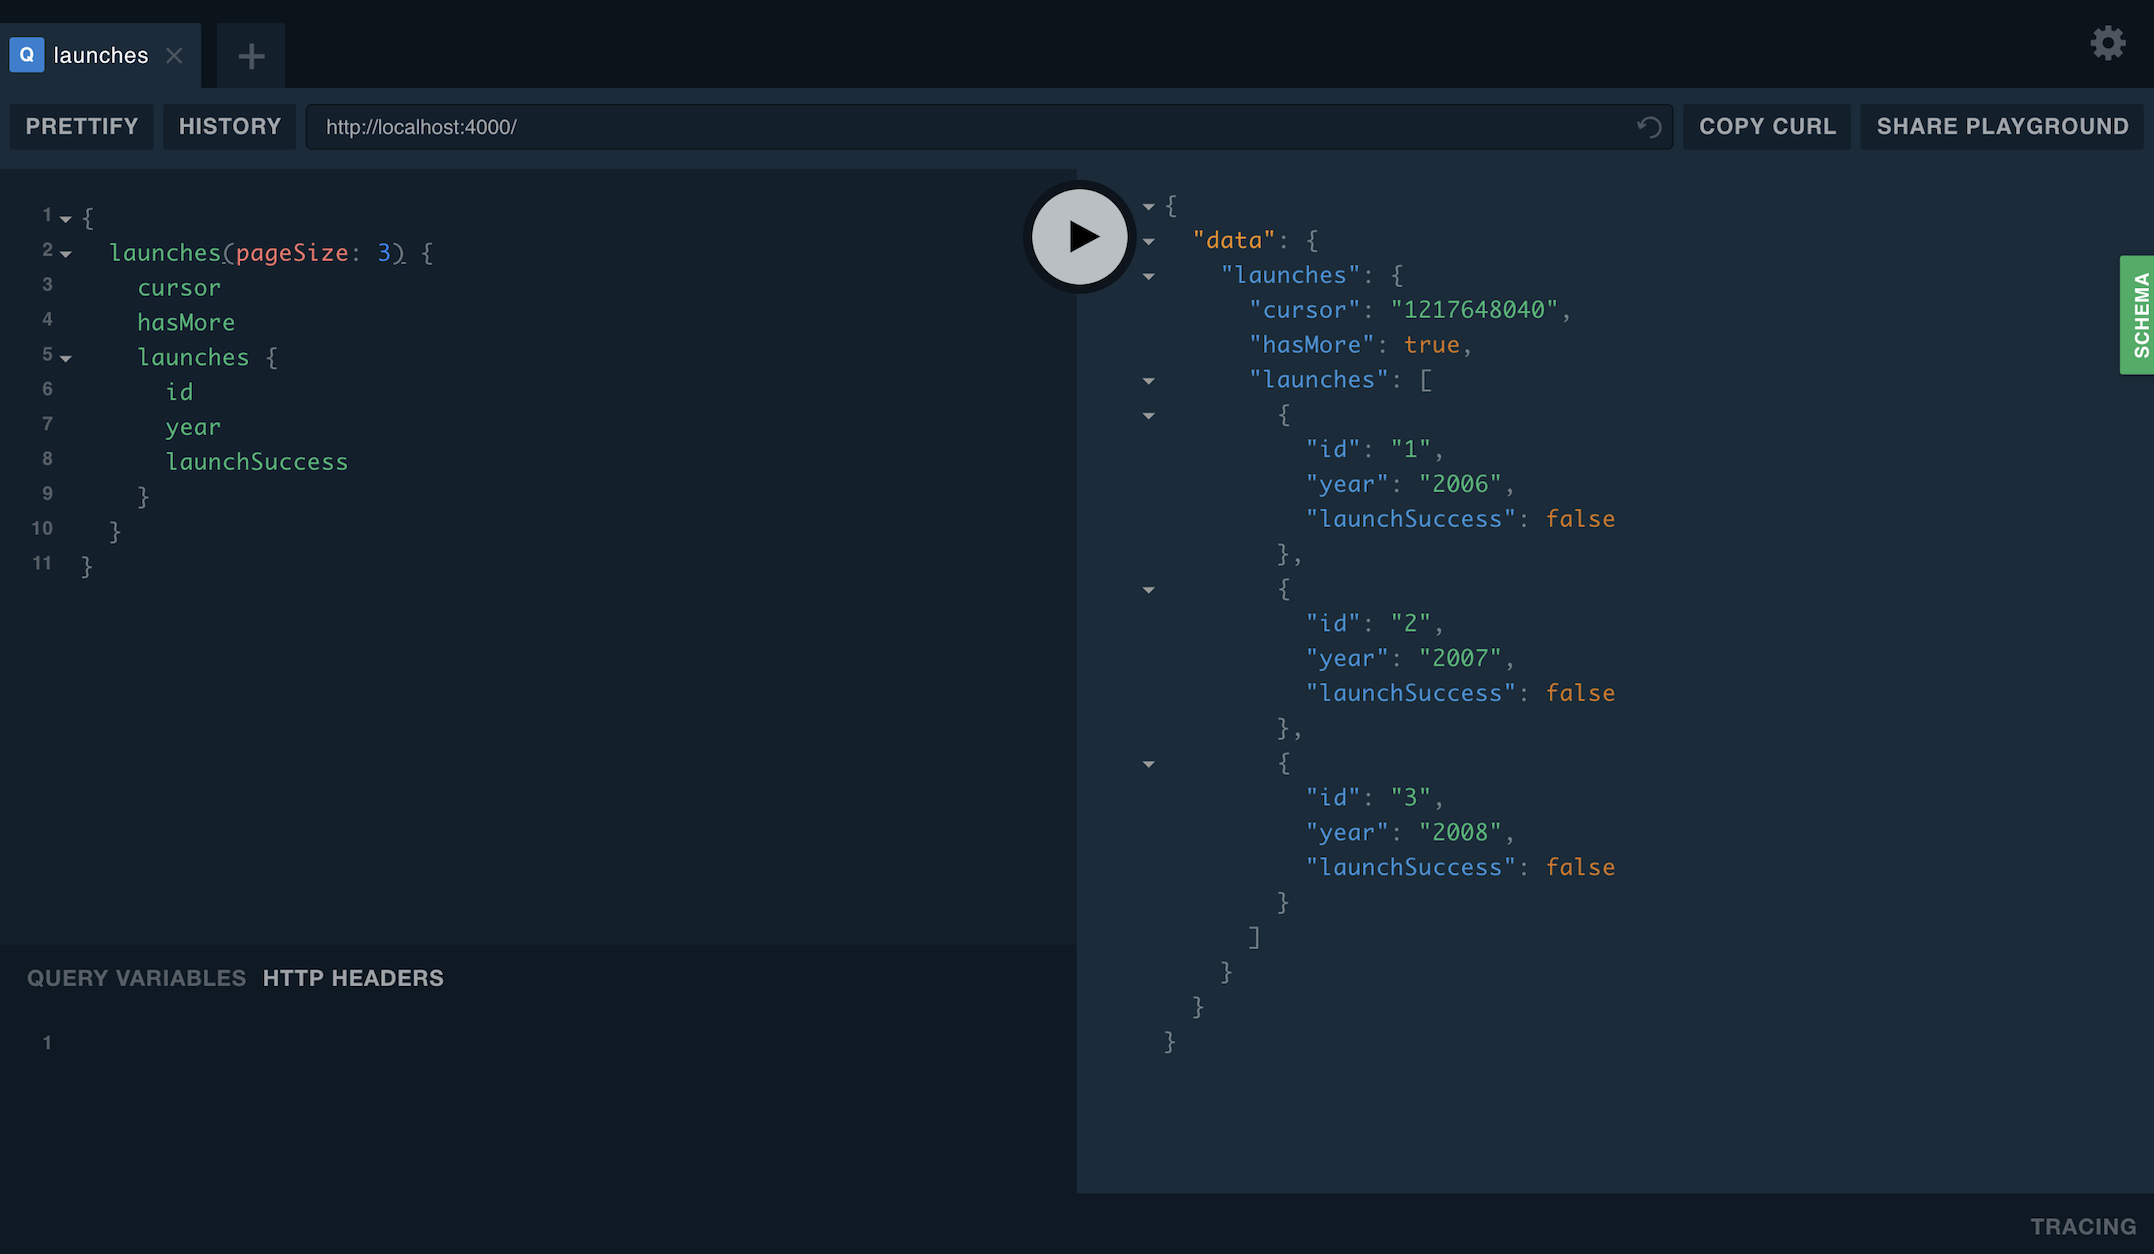 Q launches
PRETTIFY HISTORY http://localhost:4000/ COPY CURL SHARE PLAYGROUND
1 {
2 launches(pageSize: 3) {
3 cursor
4 hasMore
5 launches {
6 id
7 year
8 launchSuccess
9 }
10 }
11 }
QUERY VARIABLES HTTP HEADERS
1
{
"data": {
"launches": {
"cursor": "1217648040",
"hasMore": true,
"launches": [
{
"id": "1",
"year": "2006",
"launchSuccess": false
},
{
"id": "2",
"year": "2007",
"launchSuccess": false
},
{
"id": "3",
"year": "2008",
"launchSuccess": false
}
]
}
}
}
SCHEMA
TRACING